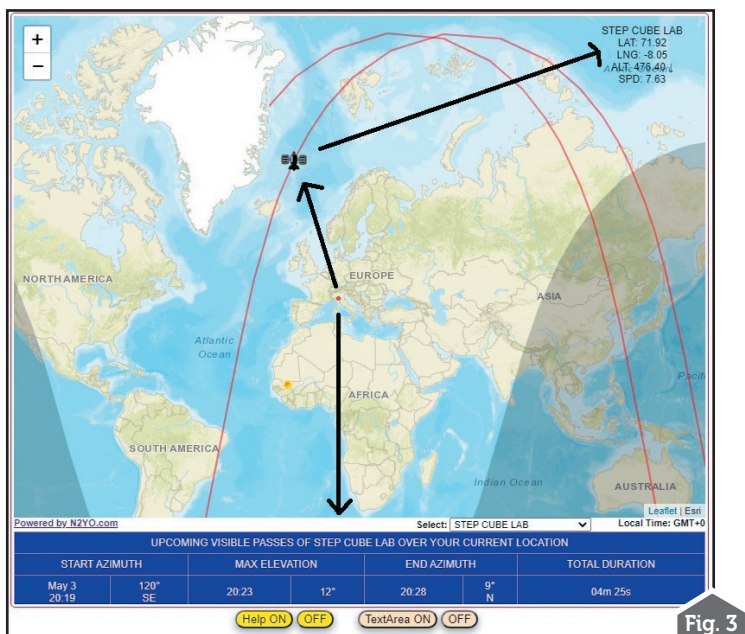 +
−
STEP CUBE LAB
LAT: 71.92
LNG: -8.05
ALT: 476.40
SPD: 7.63
NORTH AMERICA
EUROPE
ASIA
Atlantic
Ocean
AFRICA
SOUTH AMERICA
Indian Ocean
AUSTRALIA
Leaflet | Esri
Powered by N2YO.com
Select: STEP CUBE LAB
Local Time: GMT+0
UPCOMING VISIBLE PASSES OF STEP CUBE LAB OVER YOUR CURRENT LOCATION
START AZIMUTH MAX ELEVATION END AZIMUTH TOTAL DURATION
May 3 120° 20:23 12° 20:28 9° 04m 25s
20:19 SE N
Help ON OFF TextArea ON OFF
Fig. 3